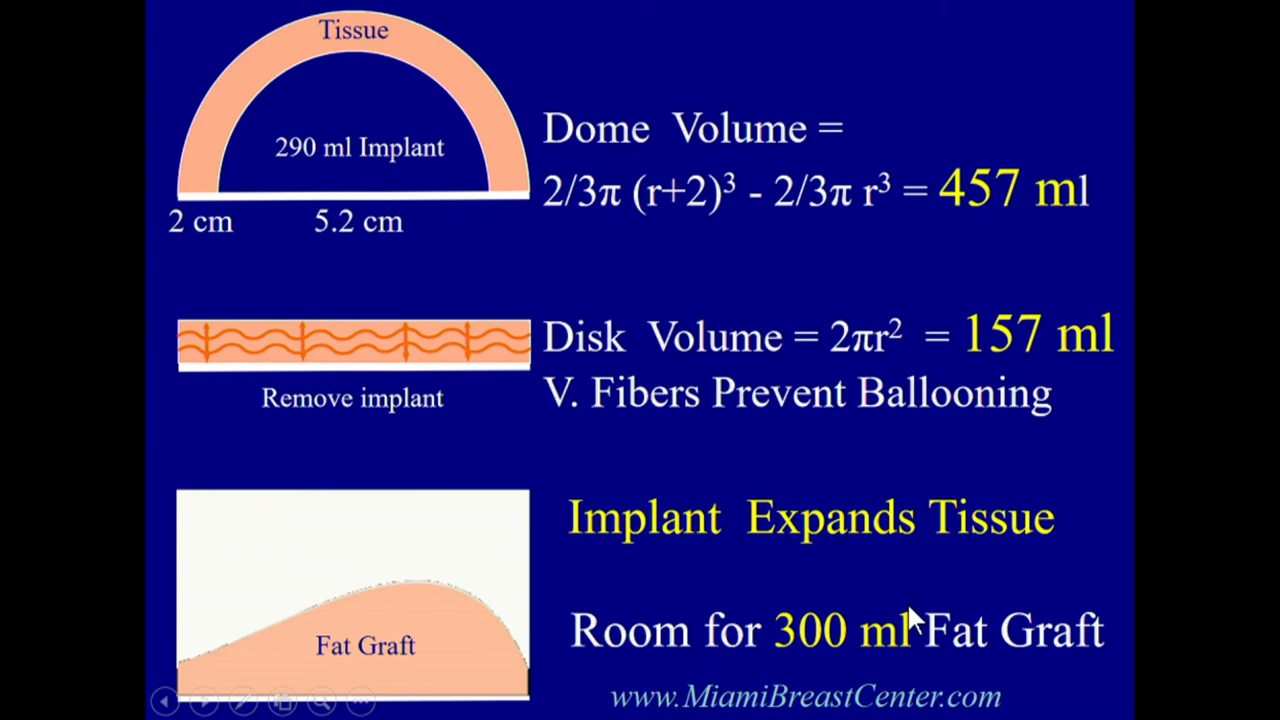 Tissue
290 ml Implant
2 cm 5.2 cm
Dome Volume =
2/3π (r+2)³ - 2/3π r³ = 457 ml
Remove implant
Disk Volume = 2πr² = 157 ml
V. Fibers Prevent Ballooning
Fat Graft
Implant Expands Tissue
Room for 300 ml Fat Graft
www.MiamiBreastCenter.com